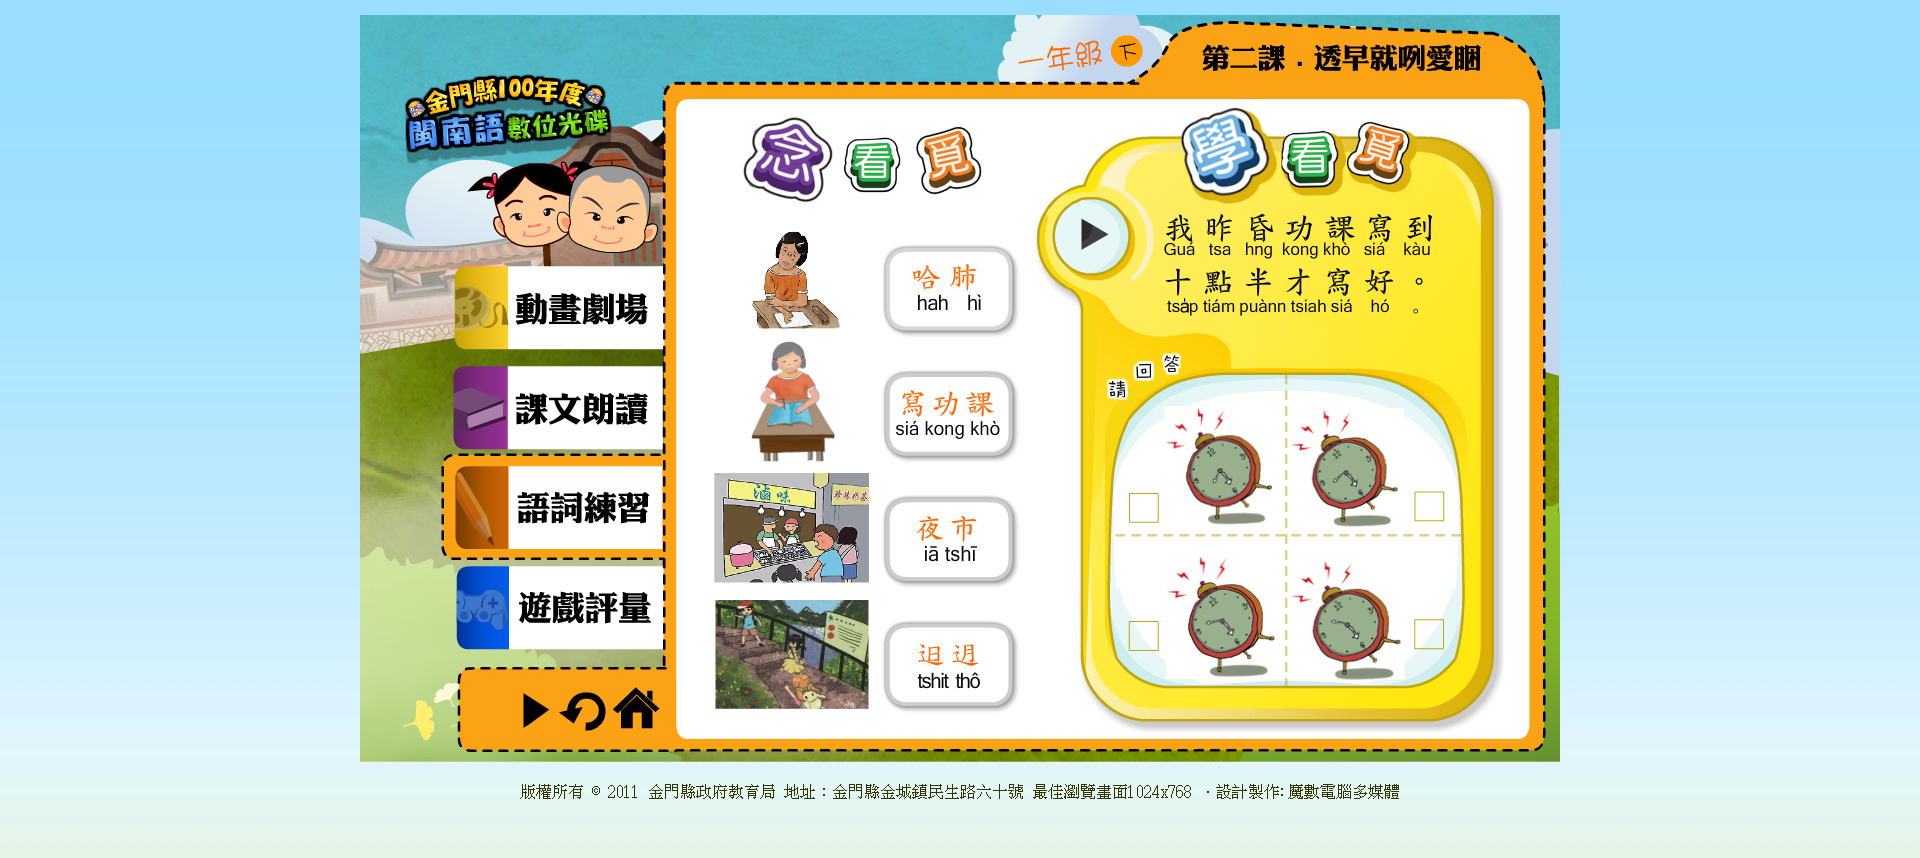 一年級 下
第二課．透早就咧愛睏
金門縣100年度
閩南語數位光碟
動畫劇場
課文朗讀
語詞練習
遊戲評量
念看覓
哈肺
hah hì
寫功課
siá kong khò
滷味
珍珠奶茶
夜市
iā tshī
𨑨迌
tshit thô
學看覓
我昨昏功課寫到
Guá tsa hng kong khò siá kàu
十點半才寫好。
tsa̍p tiám puànn tsiah siá hó 。
請回答
版權所有 © 2011 金門縣政府教育局 地址：金門縣金城鎮民生路六十號 最佳瀏覽畫面1024x768 ．設計製作: 魔數電腦多媒體